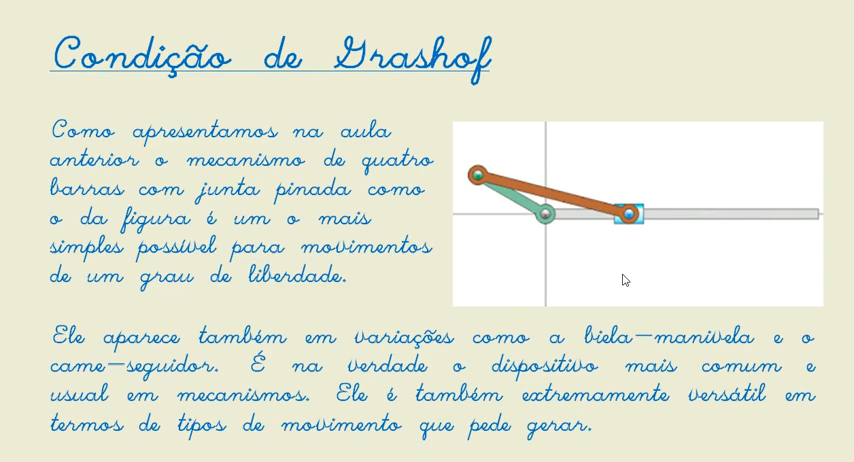 Condição de Grashof
Como apresentamos na aula
anterior o mecanismo de quatro
barras com junta pinada como
o da figura é um o mais
simples possível para movimentos
de um grau de liberdade.
Ele aparece também em variações como a biela-manivela e o
came-seguidor. É na verdade o dispositivo mais comum e
usual em mecanismos. Ele é também extremamente versátil em
termos de tipos de movimento que pede gerar.